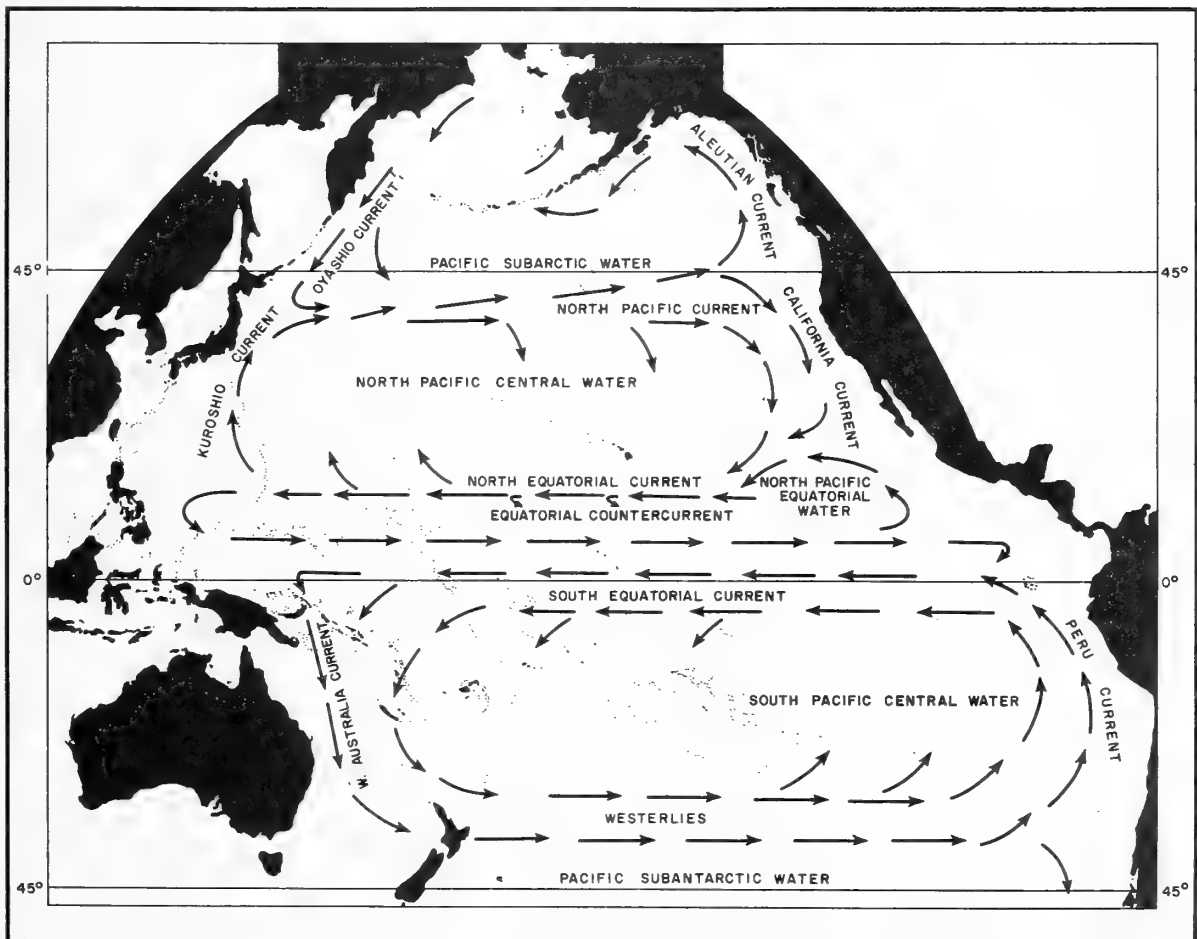 ALEUTIAN CURRENT
OYASHIO CURRENT
45°
PACIFIC SUBARCTIC WATER
45°
NORTH PACIFIC CURRENT
KUROSHIO CURRENT
CALIFORNIA CURRENT
NORTH PACIFIC CENTRAL WATER
NORTH EQUATORIAL CURRENT
NORTH PACIFIC
EQUATORIAL
WATER
EQUATORIAL COUNTERCURRENT
0°
0°
SOUTH EQUATORIAL CURRENT
PERU CURRENT
W. AUSTRALIA CURRENT
SOUTH PACIFIC CENTRAL WATER
WESTERLIES
PACIFIC SUBANTARCTIC WATER
45°
45°